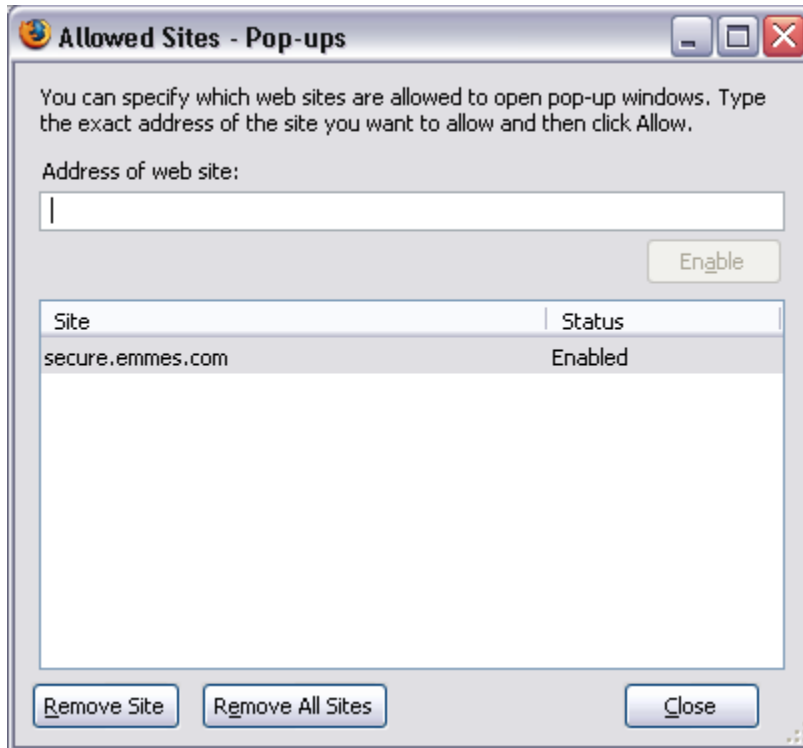 Allowed Sites - Pop-ups
You can specify which web sites are allowed to open pop-up windows. Type
the exact address of the site you want to allow and then click Allow.
Address of web site:
Enable
Site Status
secure.emmes.com Enabled
Remove Site Remove All Sites Close